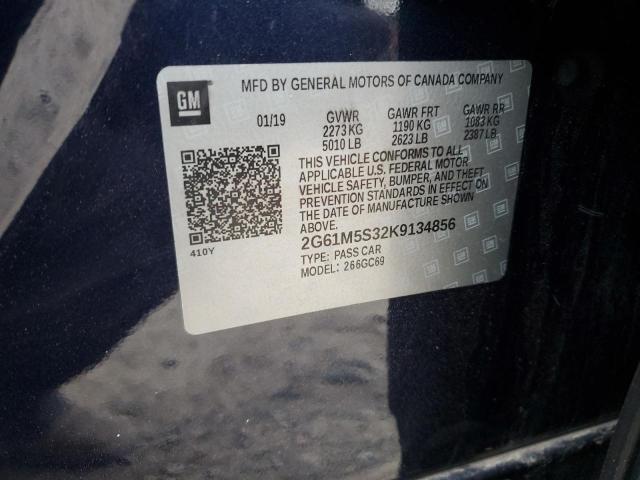 GM
MFD BY GENERAL MOTORS OF CANADA COMPANY
01/19 GVWR GAWR FRT GAWR RR
2273 KG 1190 KG 1083 KG
5010 LB 2623 LB 2387 LB
THIS VEHICLE CONFORMS TO ALL
APPLICABLE U.S. FEDERAL MOTOR
VEHICLE SAFETY, BUMPER, AND THEFT
PREVENTION STANDARDS IN EFFECT ON
THE DATE OF MANUFACTURE SHOWN
ABOVE.
410Y
2G61M5S32K9134856
TYPE: PASS CAR
MODEL: 266GC69